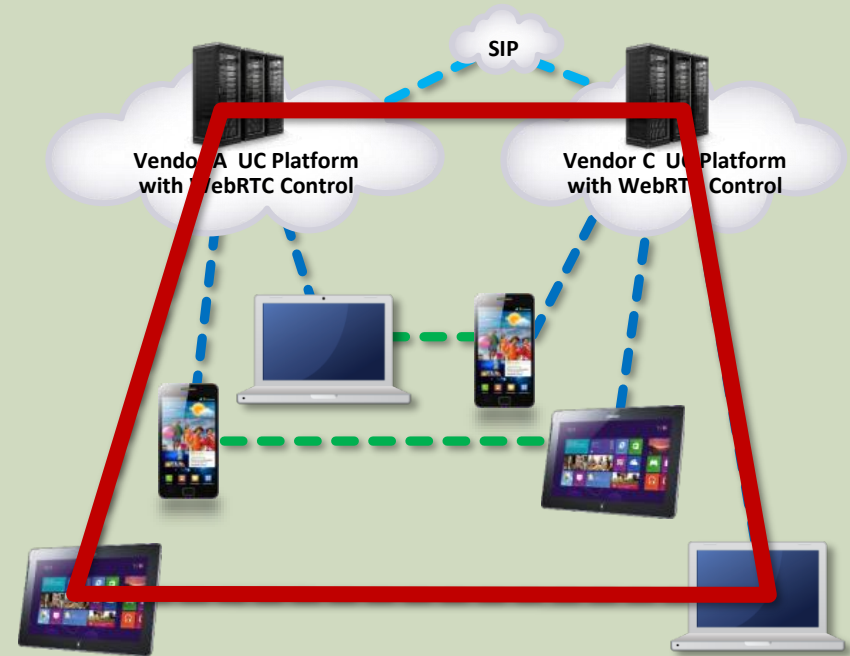 SIP
Vendor A UC Platform
with WebRTC Control
Vendor C UC Platform
with WebRTC Control